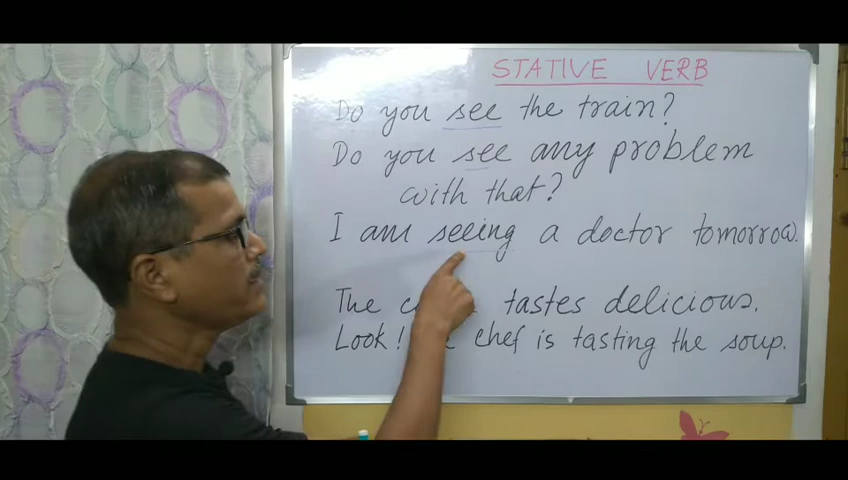 STATIVE VERB
Do you see the train?
Do you see any problem
with that?
I am seeing a doctor tomorrow.
The tastes delicious.
Look! chef is tasting the soup.